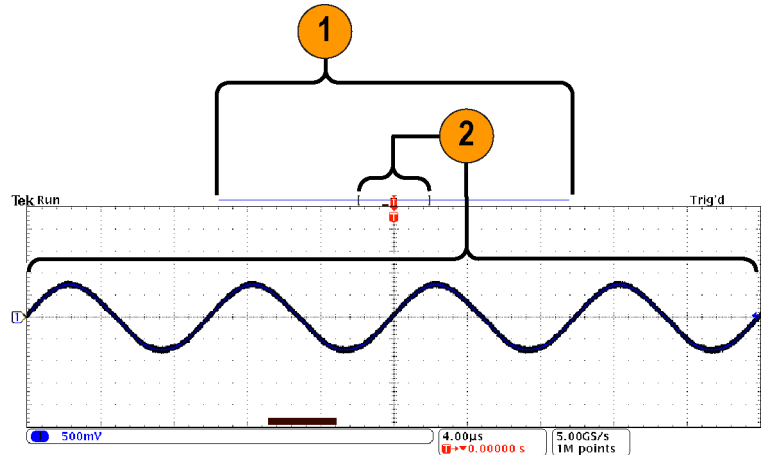 1
2
Tek Run
Trig'd
T
T
T
500mV
4.00µs
T→▼0.00000 s
5.00GS/s
1M points